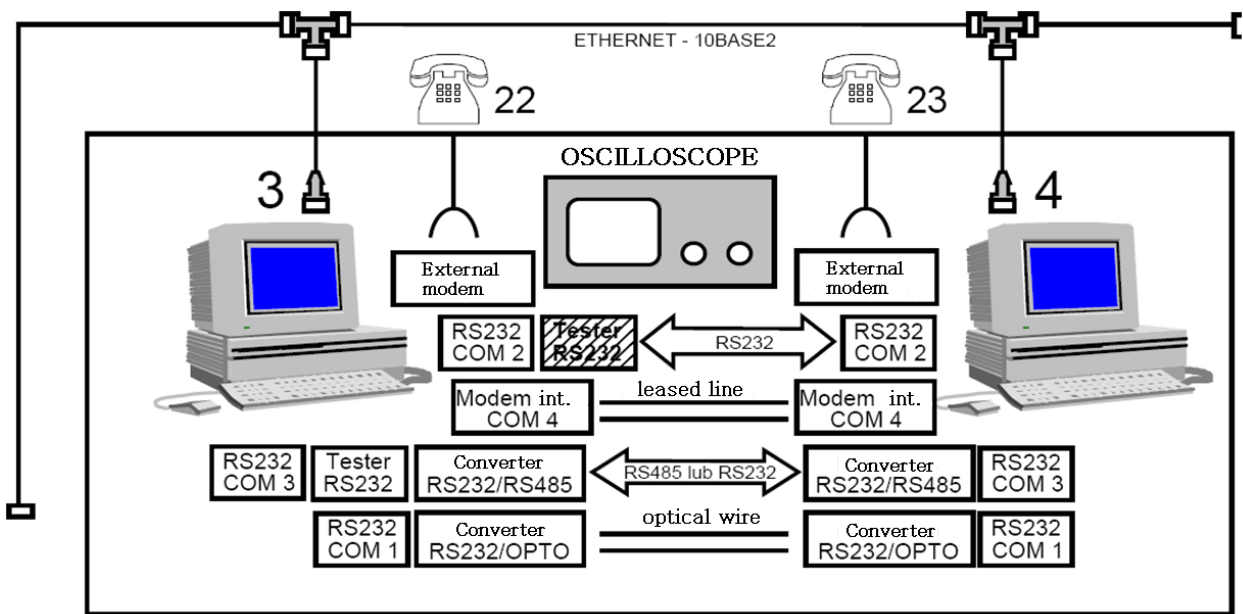 ETHERNET - 10BASE2
22
23
OSCILLOSCOPE
3
4
External
modem
External
modem
RS232
COM 2
Tester
RS232
RS232
RS232
COM 2
Modem int.
COM 4
leased line
Modem int.
COM 4
RS232
COM 3
Tester
RS232
Converter
RS232/RS485
RS485 lub RS232
Converter
RS232/RS485
RS232
COM 3
RS232
COM 1
Converter
RS232/OPTO
optical wire
Converter
RS232/OPTO
RS232
COM 1